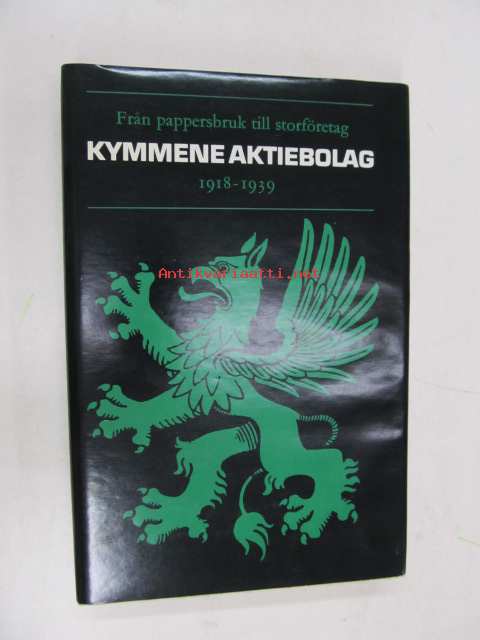 Från pappersbruk till storföretag
KYMMENE AKTIEBOLAG
1918-1939
Antikvariaatti.net